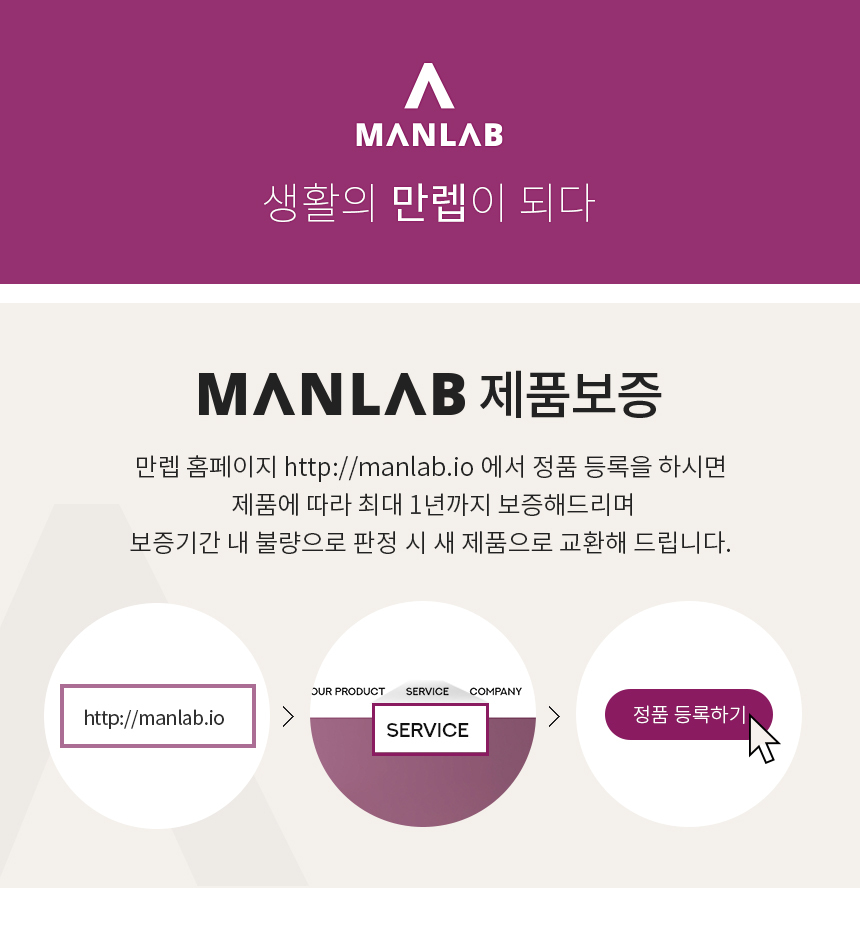 MANLAB
생활의 만렙이 되다
MANLAB 제품보증
만렙 홈페이지 http://manlab.io 에서 정품 등록을 하시면
제품에 따라 최대 1년까지 보증해드리며
보증기간 내 불량으로 판정 시 새 제품으로 교환해 드립니다.
http://manlab.io
OUR PRODUCT SERVICE COMPANY
SERVICE
정품 등록하기